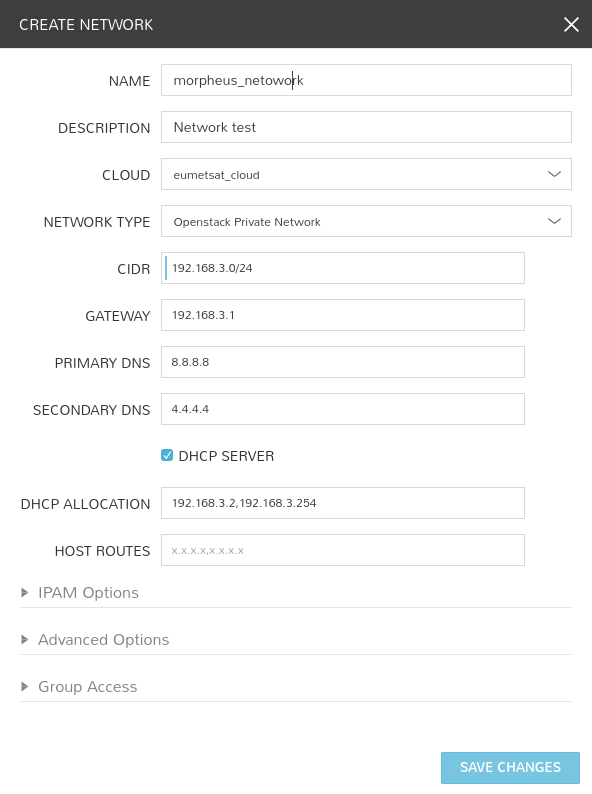 CREATE NETWORK
NAME morpheus_netowork
DESCRIPTION Network test
CLOUD eumetsat_cloud
NETWORK TYPE Openstack Private Network
CIDR 192.168.3.0/24
GATEWAY 192.168.3.1
PRIMARY DNS 8.8.8.8
SECONDARY DNS 4.4.4.4
DHCP SERVER
DHCP ALLOCATION 192.168.3.2,192.168.3.254
HOST ROUTES x.x.x.x,x.x.x.x
IPAM Options
Advanced Options
Group Access
SAVE CHANGES